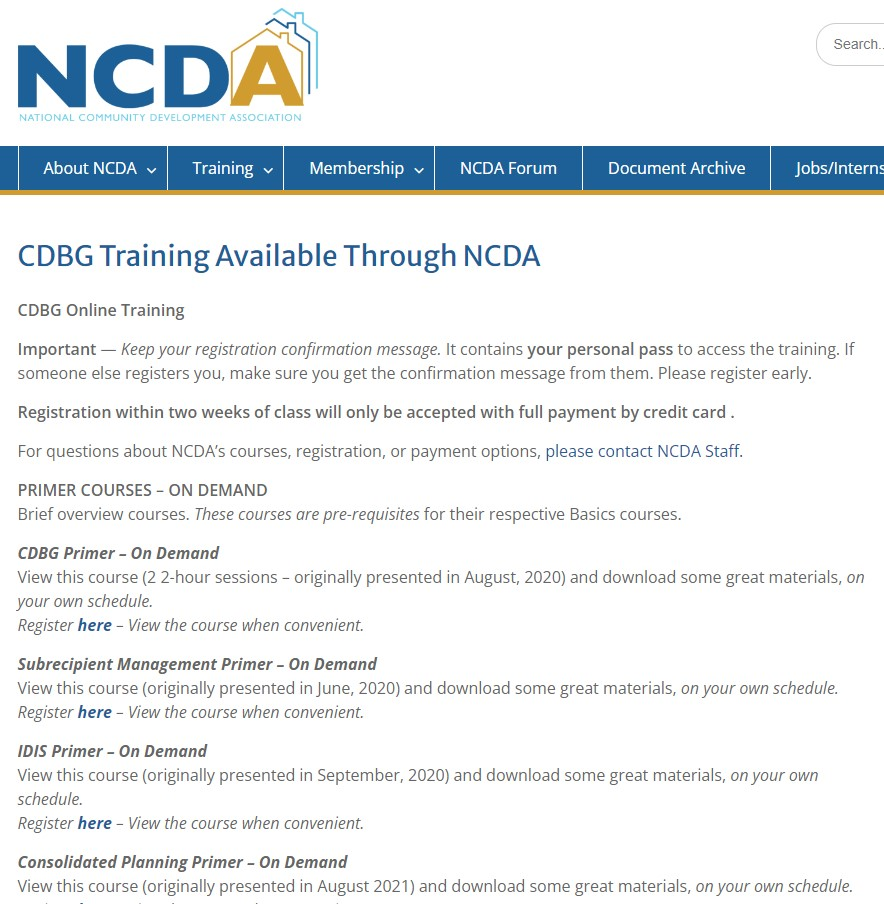 NCDA
NATIONAL COMMUNITY DEVELOPMENT ASSOCIATION
Search..
About NCDA
Training
Membership
NCDA Forum
Document Archive
Jobs/Interns
CDBG Training Available Through NCDA
CDBG Online Training
Important — Keep your registration confirmation message. It contains your personal pass to access the training. If
someone else registers you, make sure you get the confirmation message from them. Please register early.
Registration within two weeks of class will only be accepted with full payment by credit card .
For questions about NCDA’s courses, registration, or payment options, please contact NCDA Staff.
PRIMER COURSES – ON DEMAND
Brief overview courses. These courses are pre-requisites for their respective Basics courses.
CDBG Primer – On Demand
View this course (2 2-hour sessions – originally presented in August, 2020) and download some great materials, on
your own schedule.
Register here – View the course when convenient.
Subrecipient Management Primer – On Demand
View this course (originally presented in June, 2020) and download some great materials, on your own schedule.
Register here – View the course when convenient.
IDIS Primer – On Demand
View this course (originally presented in September, 2020) and download some great materials, on your own
schedule.
Register here – View the course when convenient.
Consolidated Planning Primer – On Demand
View this course (originally presented in August 2021) and download some great materials, on your own schedule.